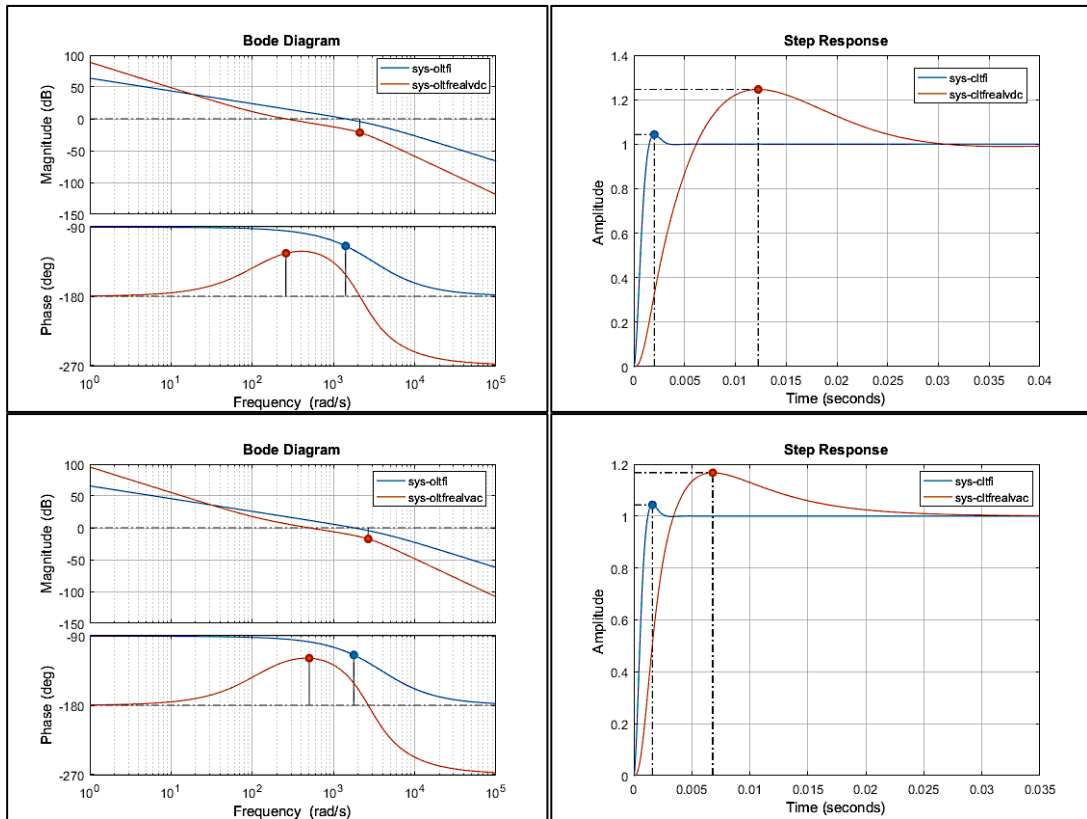 Bode Diagram
sys-oltfi
sys-oltfrealvdc
Magnitude (dB)
100
50
0
-50
-100
-150
Phase (deg)
-90
-180
-270
10^0 10^1 10^2 10^3 10^4 10^5
Frequency (rad/s)
Step Response
sys-cltfi
sys-cltfrealvdc
Amplitude
1.4
1.2
1
0.8
0.6
0.4
0.2
0
0 0.005 0.01 0.015 0.02 0.025 0.03 0.035 0.04
Time (seconds)
Bode Diagram
sys-oltfi
sys-oltfrealvac
Magnitude (dB)
100
50
0
-50
-100
-150
Phase (deg)
-90
-180
-270
10^0 10^1 10^2 10^3 10^4 10^5
Frequency (rad/s)
Step Response
sys-cltfi
sys-cltfrealvac
Amplitude
1.2
1
0.8
0.6
0.4
0.2
0
0 0.005 0.01 0.015 0.02 0.025 0.03 0.035
Time (seconds)